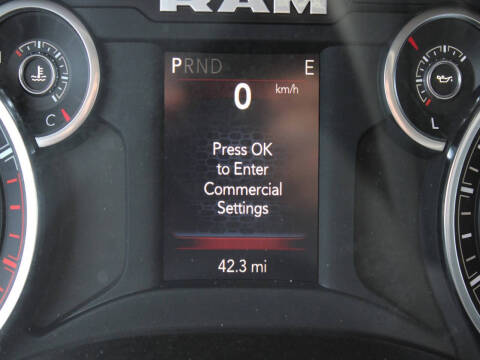 RAM
PRND E
0 km/h
C
L
Press OK
to Enter
Commercial
Settings
42.3 mi